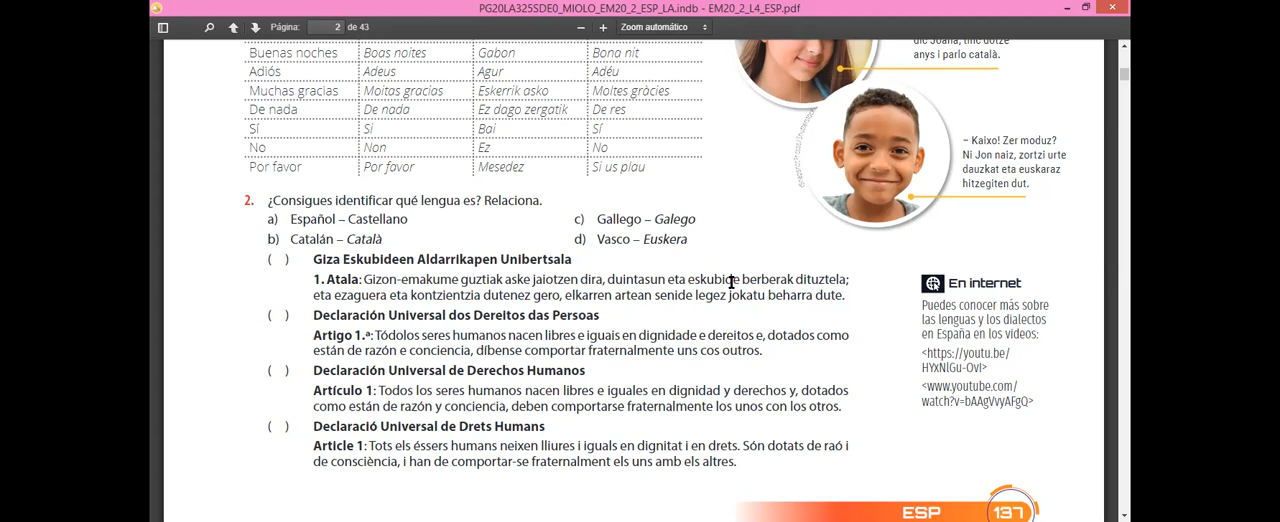 PG20LA325SDE0_MIOLO_EM20_2_ESP_LA.indb - EM20_2_L4_ESP.pdf
Página: 2 de 43
Zoom automático
Buenas noches Boas noites Gabon Bona nit
Adiós Adeus Agur Adéu
Muchas gracias Moitas gracias Eskerrik asko Moltes gràcies
De nada De nada Ez dago zergatik De res
Sí Si Bai Sí
No Non Ez No
Por favor Por favor Mesedez Si us plau
anys i parlo català.
– Kaixo! Zer moduz?
Ni Jon naiz, zortzi urte
dauzkat eta euskaraz
hitzegiten dut.
2. ¿Consigues identificar qué lengua es? Relaciona.
a) Español – Castellano
b) Catalán – Català
c) Gallego – Galego
d) Vasco – Euskera
( ) Giza Eskubideen Aldarrikapen Unibertsala
1. Atala: Gizon-emakume guztiak aske jaiotzen dira, duintasun eta eskubide berberak dituztela;
eta ezaguera eta kontzientzia dutenez gero, elkarren artean senide legez jokatu beharra dute.
( ) Declaración Universal dos Dereitos das Persoas
Artigo 1.ª: Tódolos seres humanos nacen libres e iguais en dignidade e dereitos e, dotados como
están de razón e conciencia, díbense comportar fraternalmente uns cos outros.
( ) Declaración Universal de Derechos Humanos
Artículo 1: Todos los seres humanos nacen libres e iguales en dignidad y derechos y, dotados
como están de razón y conciencia, deben comportarse fraternalmente los unos con los otros.
( ) Declaració Universal de Drets Humans
Article 1: Tots els éssers humans neixen lliures i iguals en dignitat i en drets. Són dotats de raó i
de consciència, i han de comportar-se fraternalment els uns amb els altres.
En internet
Puedes conocer más sobre
las lenguas y los dialectos
en España en los videos:
<https://youtu.be/
HYxNlGu-OvI>
<www.youtube.com/
watch?v=bAAgVvyAFgQ>
ESP 137